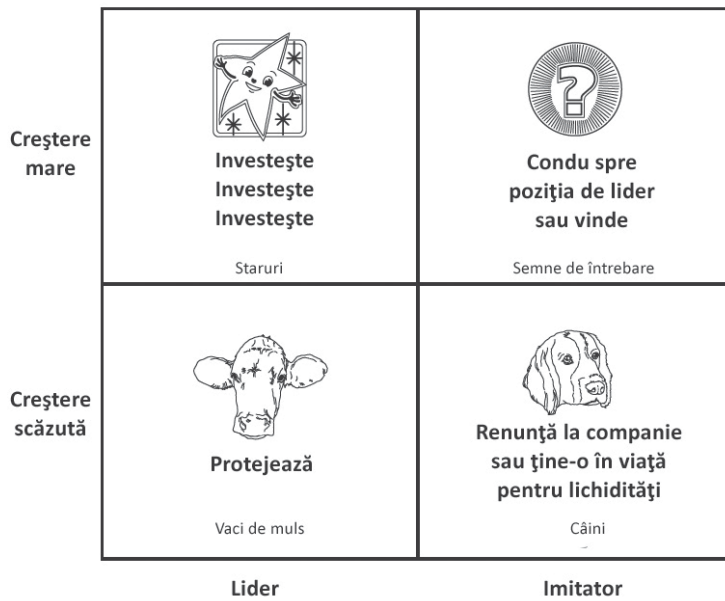 Creştere
mare
Investeşte
Investeşte
Investeşte
Staruri
?
Condu spre
poziţia de lider
sau vinde
Semne de întrebare
Creştere
scăzută
Protejează
Vaci de muls
Renunţă la companie
sau ţine-o în viaţă
pentru lichidităţi
Câini
Lider
Imitator